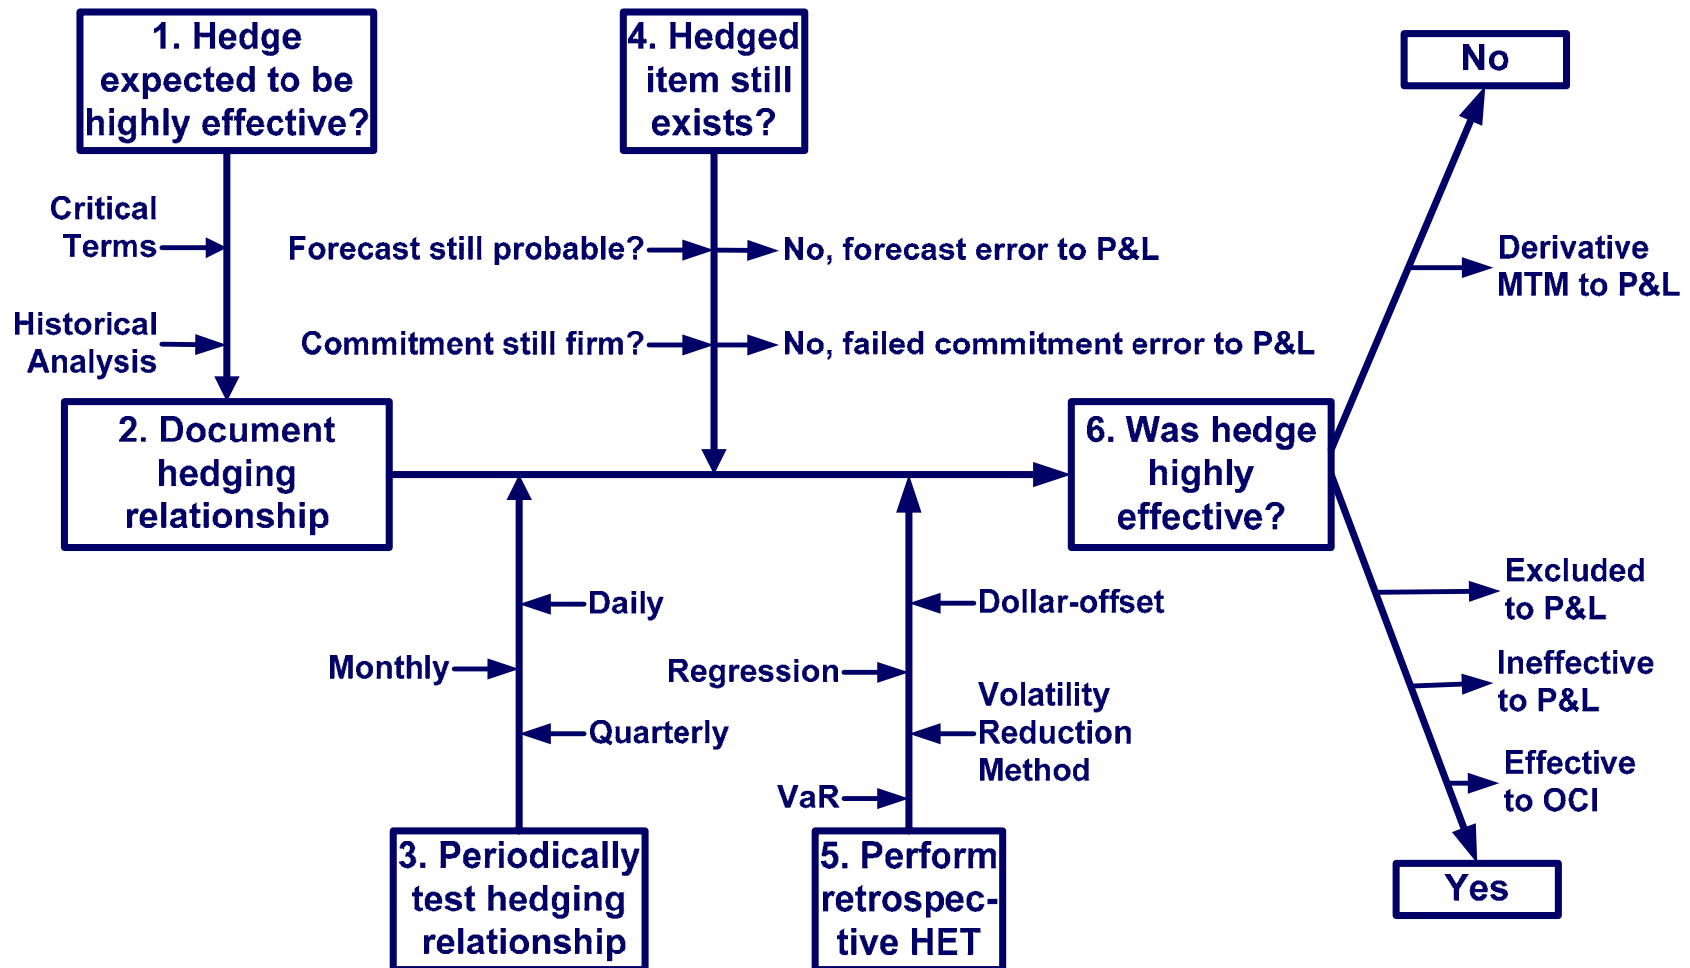 1. Hedge
expected to be
highly effective?
4. Hedged
item still
exists?
No
Critical
Terms
Forecast still probable?
No, forecast error to P&L
Derivative
MTM to P&L
Historical
Analysis
Commitment still firm?
No, failed commitment error to P&L
2. Document
hedging
relationship
6. Was hedge
highly
effective?
Daily
Monthly
Quarterly
Dollar-offset
Regression
Volatility
Reduction
Method
VaR
Excluded
to P&L
Ineffective
to P&L
Effective
to OCI
3. Periodically
test hedging
relationship
5. Perform
retrospec-
tive HET
Yes